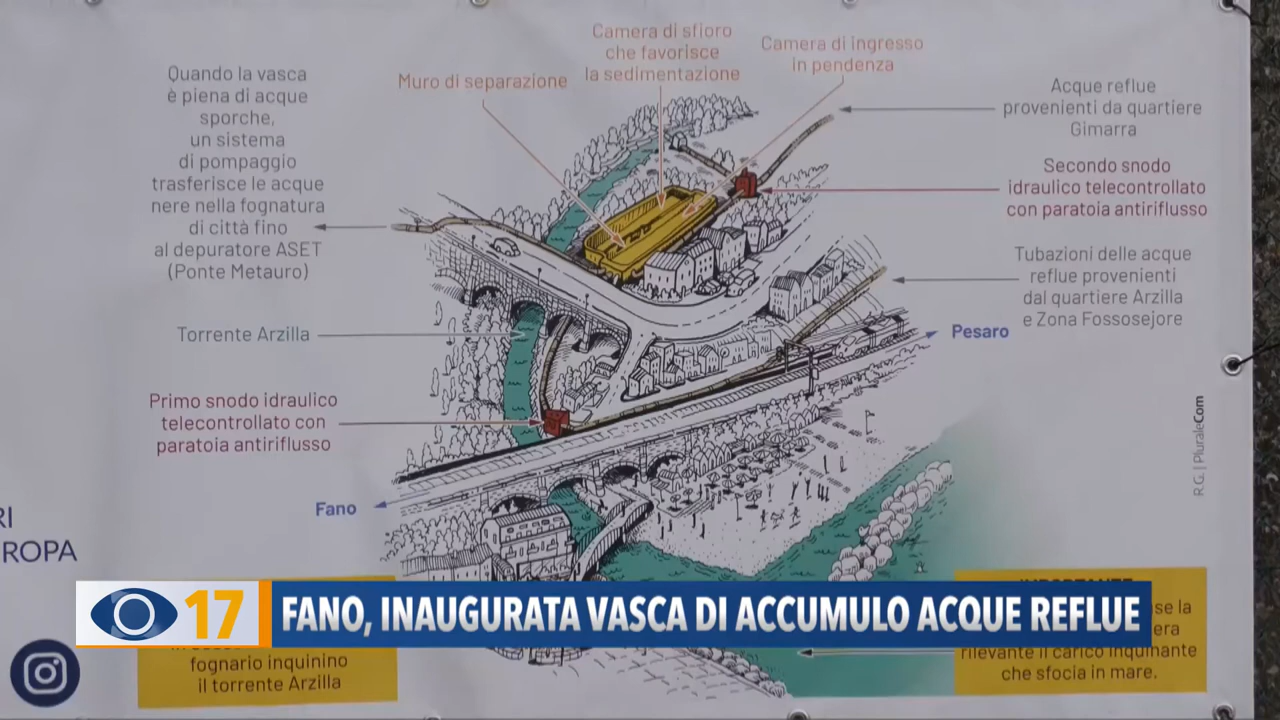 Camera di sfioro
che favorisce
la sedimentazione
Camera di ingresso
in pendenza
Muro di separazione
Quando la vasca
è piena di acque
sporche,
un sistema
di pompaggio
trasferisce le acque
nere nella fognatura
di città fino
al depuratore ASET
(Ponte Metauro)
Acque reflue
provenienti da quartiere
Gimarra
Secondo snodo
idraulico telecontrollato
con paratoia antiriflusso
Tubazioni delle acque
reflue provenienti
dal quartiere Arzilla
e Zona Fossosejore
Torrente Arzilla
Pesaro
Primo snodo idraulico
telecontrollato con
paratoia antiriflusso
Fano
R.G. | PluraleCom
RI
ROPA
17
FANO, INAUGURATA VASCA DI ACCUMULO ACQUE REFLUE
fognario inquinino
il torrente Arzilla
se la
era
rilevante il carico inquinante
che sfocia in mare.